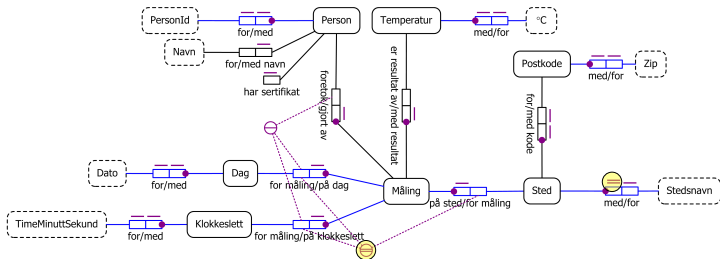 PersonId
for/med
Person
Temperatur
med/for
°C
Navn
for/med navn
har sertifikat
foretok/gjort av
er resultat av/med resultat
Postkode
med/for
Zip
for/med kode
Dato
for/med
Dag
for måling/på dag
Måling
på sted/for måling
Sted
med/for
Stedsnavn
TimeMinuttSekund
for/med
Klokkeslett
for måling/på klokkeslett